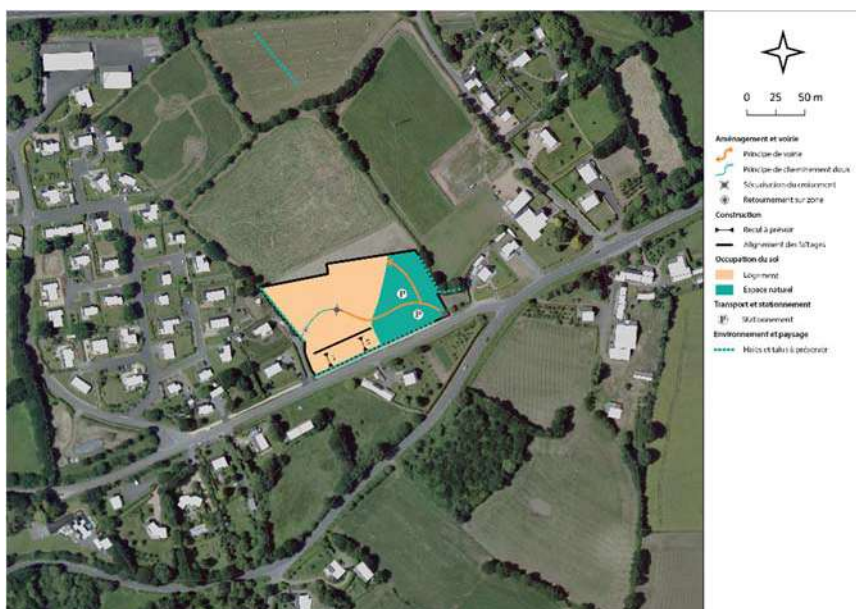 0 25 50 m
Aménagement et voirie
Principe de voirie
Principe de cheminement doux
Sécurisation du croisement
Retournement sur zone
Construction
Recul à prévoir
Alignement des faîtages
Occupation du sol
Logement
Espace naturel
Transport et stationnement
P Stationnement
Environnement et paysage
Haies et talus à préserver
P
P